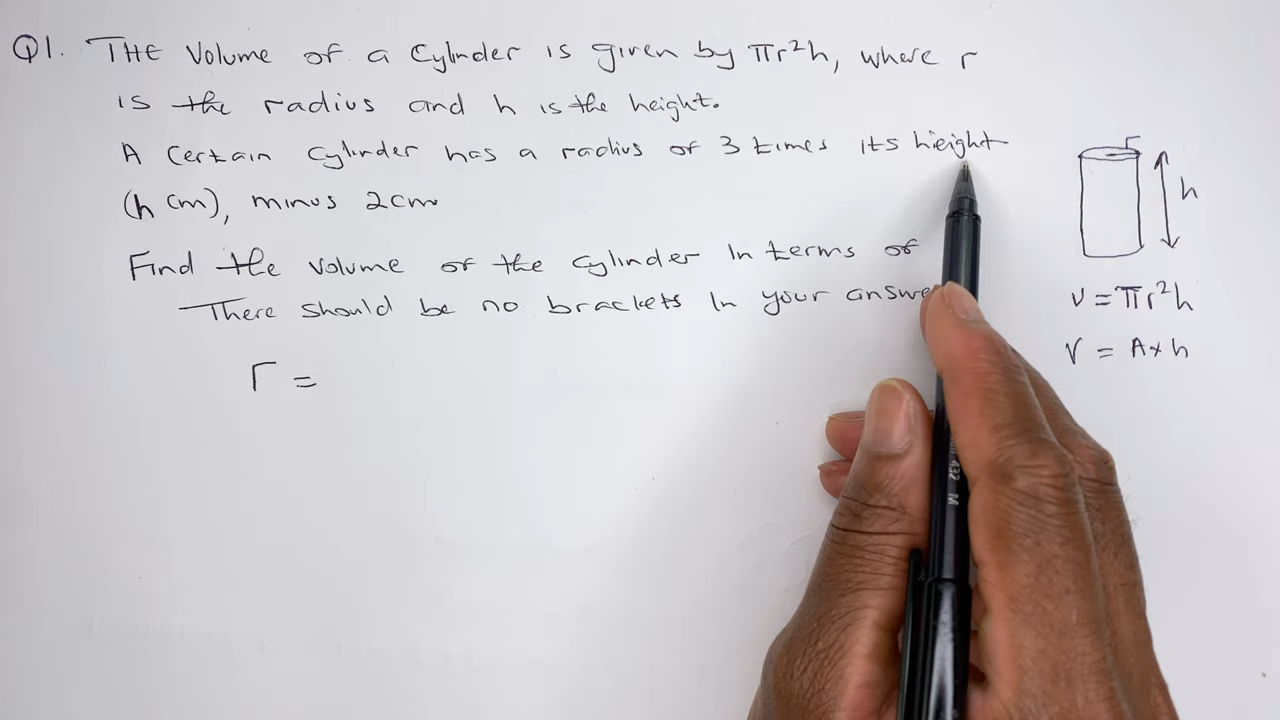 Q1. THE Volume of a Cylinder is given by πr²h, where r
is the radius and h is the height.
A Certain Cylinder has a radius of 3 times its hieght
(h cm), minus 2cm
Find the volume of the cylinder in terms of
There should be no brackets in your
r =
h
V = πr²h
V = A × h
432 M